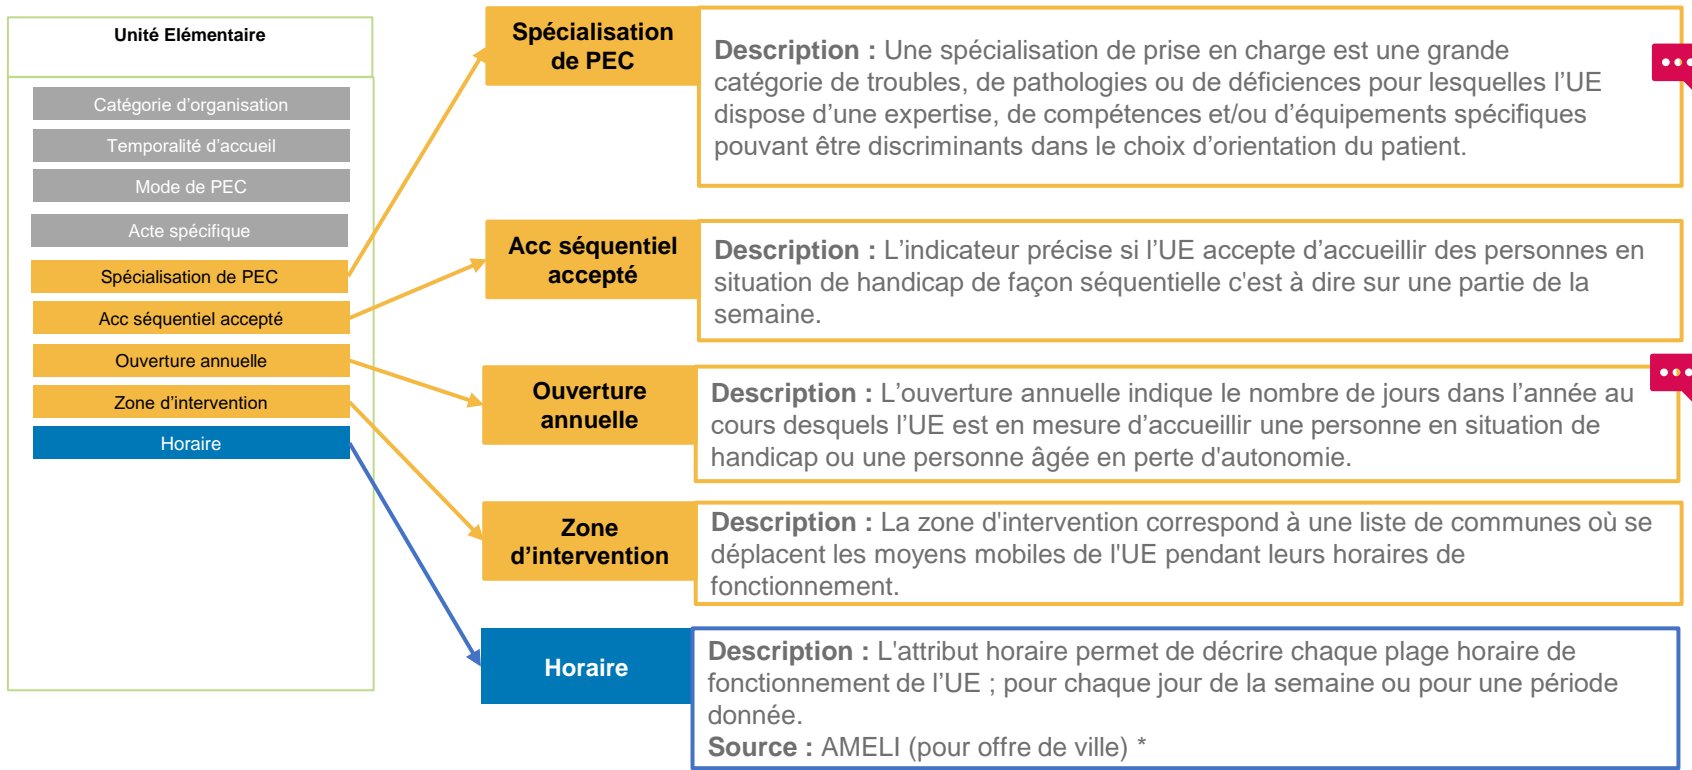 Unité Elémentaire
Catégorie d'organisation
Temporalité d'accueil
Mode de PEC
Acte spécifique
Spécialisation de PEC
Acc séquentiel accepté
Ouverture annuelle
Zone d'intervention
Horaire
Spécialisation
de PEC
Description : Une spécialisation de prise en charge est une grande
catégorie de troubles, de pathologies ou de déficiences pour lesquelles l’UE
dispose d’une expertise, de compétences et/ou d’équipements spécifiques
pouvant être discriminants dans le choix d’orientation du patient.
Acc séquentiel
accepté
Description : L’indicateur précise si l’UE accepte d’accueillir des personnes en
situation de handicap de façon séquentielle c'est à dire sur une partie de la
semaine.
Ouverture
annuelle
Description : L’ouverture annuelle indique le nombre de jours dans l’année au
cours desquels l’UE est en mesure d’accueillir une personne en situation de
handicap ou une personne âgée en perte d'autonomie.
Zone
d’intervention
Description : La zone d'intervention correspond à une liste de communes où se
déplacent les moyens mobiles de l'UE pendant leurs horaires de
fonctionnement.
Horaire
Description : L'attribut horaire permet de décrire chaque plage horaire de
fonctionnement de l’UE ; pour chaque jour de la semaine ou pour une période
donnée.
Source : AMELI (pour offre de ville) *